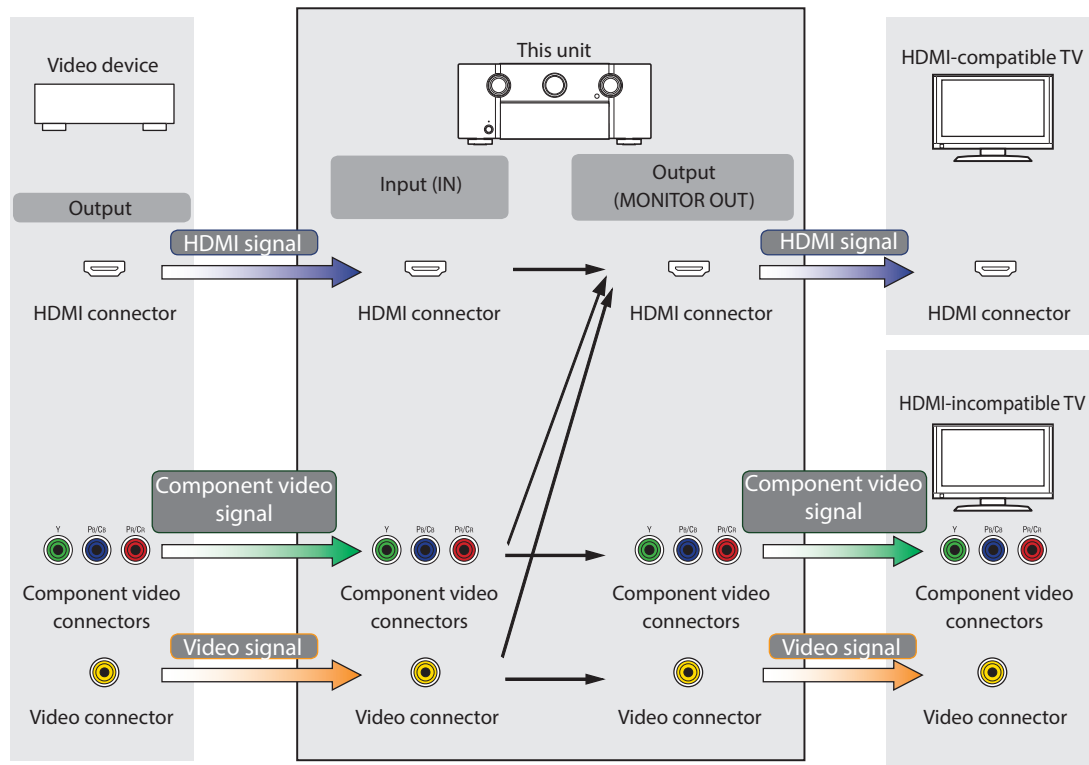 This unit
Video device
HDMI-compatible TV
Input (IN)
Output
(MONITOR OUT)
Output
HDMI signal
HDMI signal
HDMI connector
HDMI connector
HDMI connector
HDMI connector
HDMI-incompatible TV
Component video
signal
Component video
signal
Y PB/CB PR/CR
Y PB/CB PR/CR
Y PB/CB PR/CR
Y PB/CB PR/CR
Component video
connectors
Component video
connectors
Component video
connectors
Component video
connectors
Video signal
Video signal
Video connector
Video connector
Video connector
Video connector